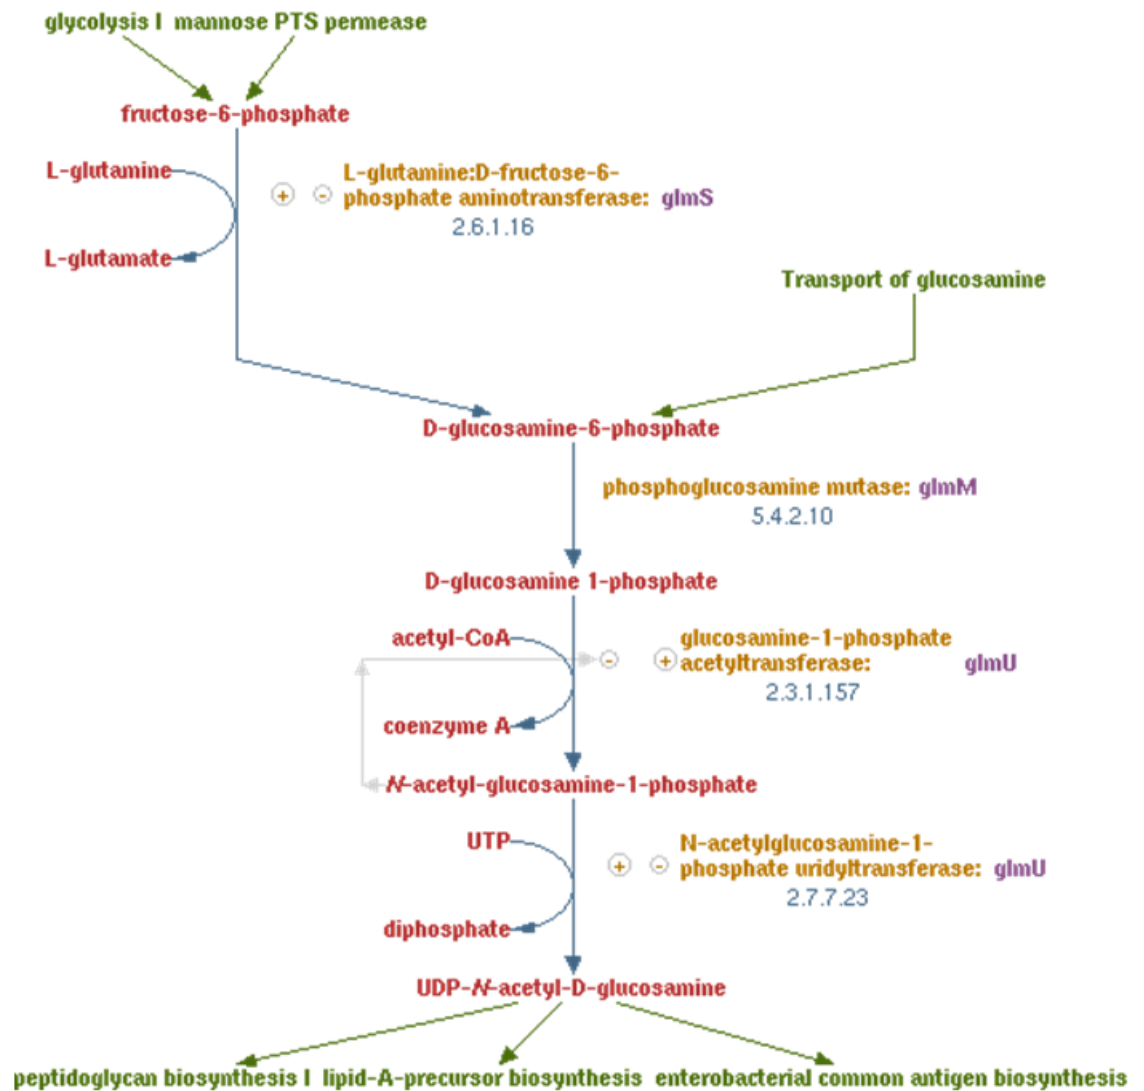 glycolysis I mannose PTS permease
fructose-6-phosphate
L-glutamine
L-glutamine:D-fructose-6-
+ - phosphate aminotransferase: glmS
2.6.1.16
L-glutamate
Transport of glucosamine
D-glucosamine-6-phosphate
phosphoglucosamine mutase: glmM
5.4.2.10
D-glucosamine 1-phosphate
acetyl-CoA
glucosamine-1-phosphate
- + acetyltransferase: glmU
2.3.1.157
coenzyme A
N-acetyl-glucosamine-1-phosphate
UTP
N-acetylglucosamine-1-
+ - phosphate uridyltransferase: glmU
2.7.7.23
diphosphate
UDP-N-acetyl-D-glucosamine
peptidoglycan biosynthesis I lipid-A-precursor biosynthesis enterobacterial common antigen biosynthesis